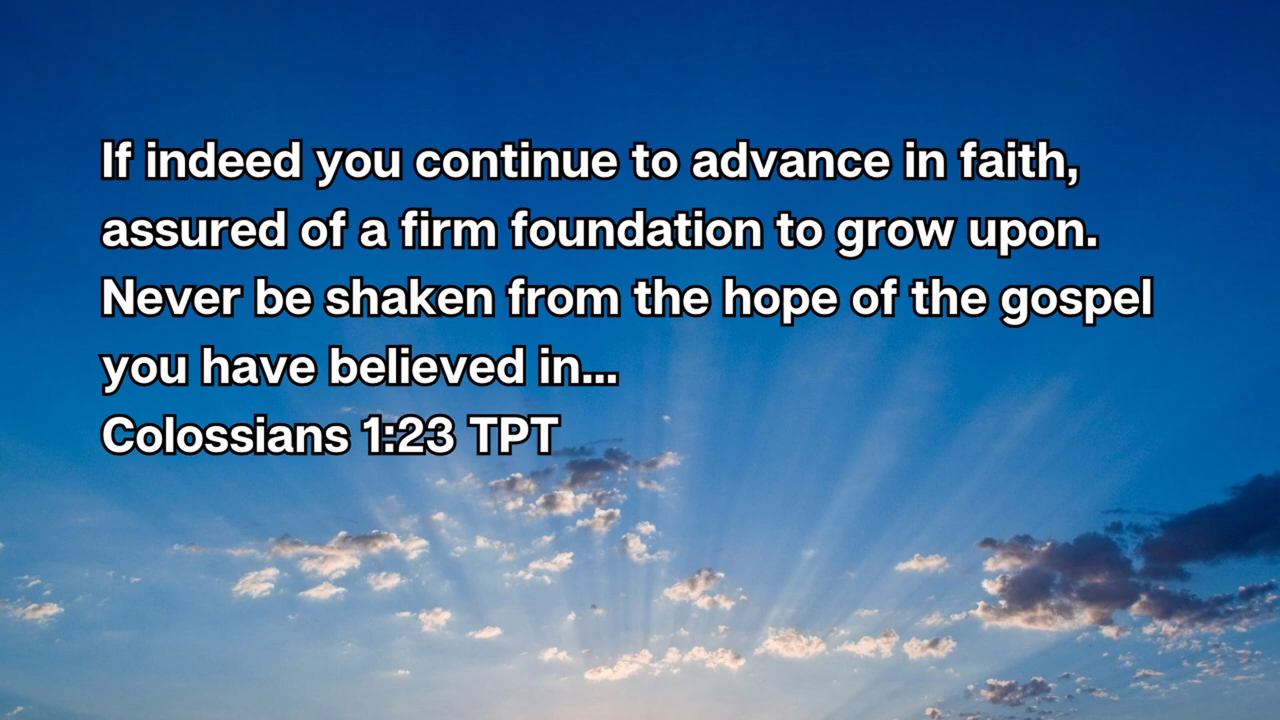 If indeed you continue to advance in faith,
assured of a firm foundation to grow upon.
Never be shaken from the hope of the gospel
you have believed in...
Colossians 1:23 TPT